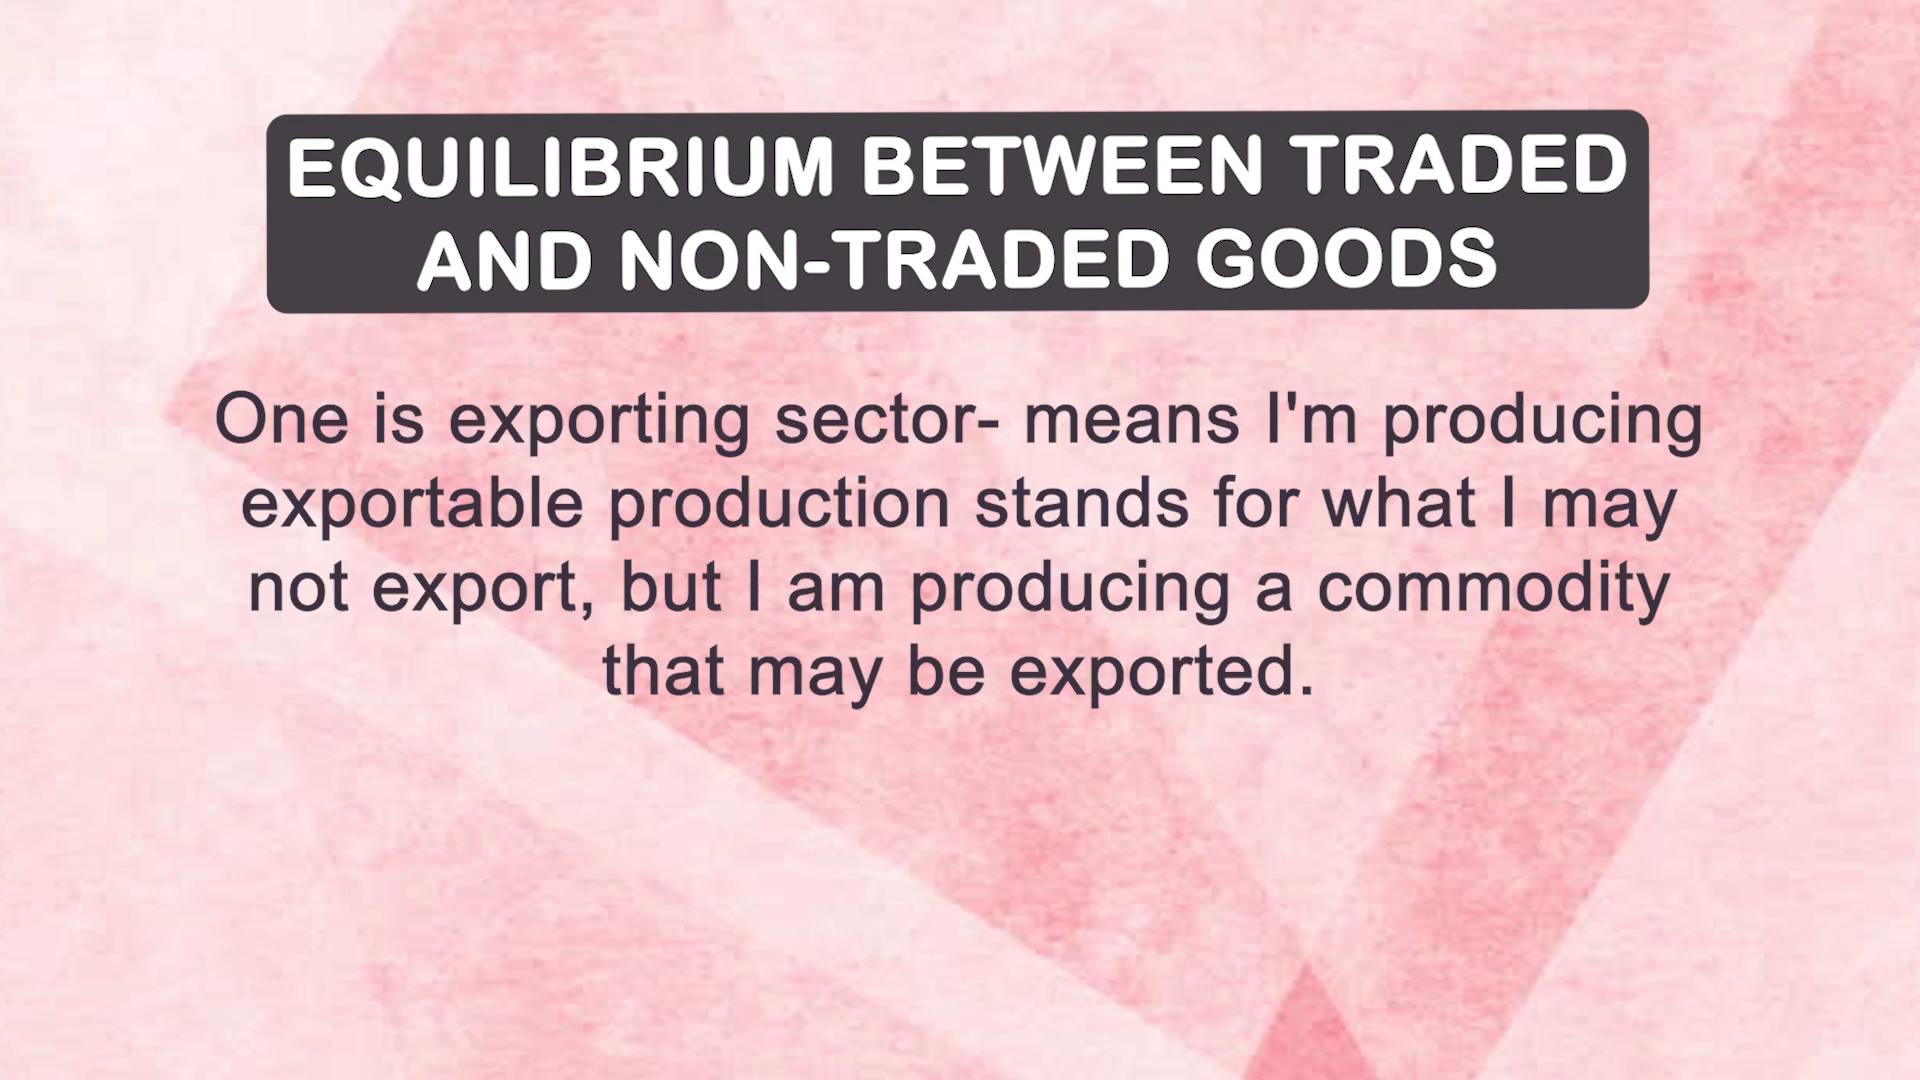 EQUILIBRIUM BETWEEN TRADED
AND NON-TRADED GOODS
One is exporting sector- means I'm producing
exportable production stands for what I may
not export, but I am producing a commodity
that may be exported.